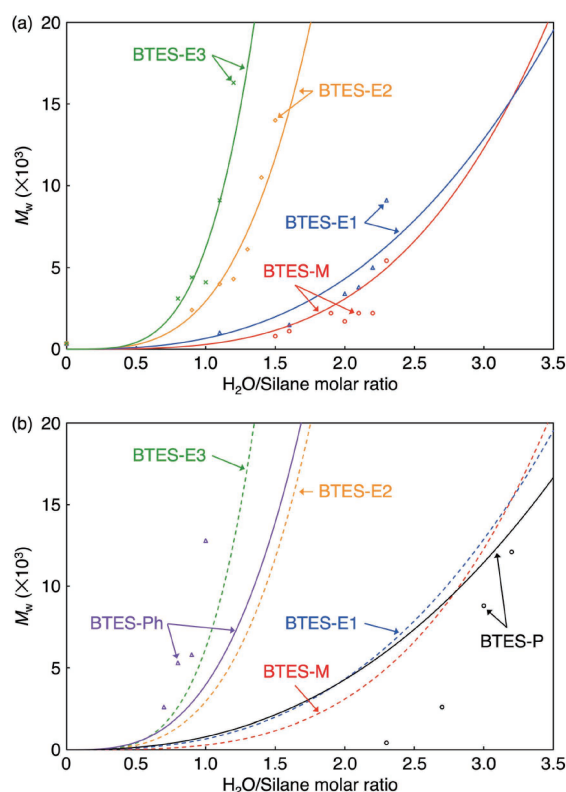 (a)
20
15
10
5
0
M_w (×10³)
BTES-E3
BTES-E2
BTES-E1
BTES-M
0 0.5 1.0 1.5 2.0 2.5 3.0 3.5
H₂O/Silane molar ratio
(b)
20
15
10
5
0
M_w (×10³)
BTES-E3
BTES-E2
BTES-Ph
BTES-E1
BTES-P
BTES-M
0 0.5 1.0 1.5 2.0 2.5 3.0 3.5
H₂O/Silane molar ratio